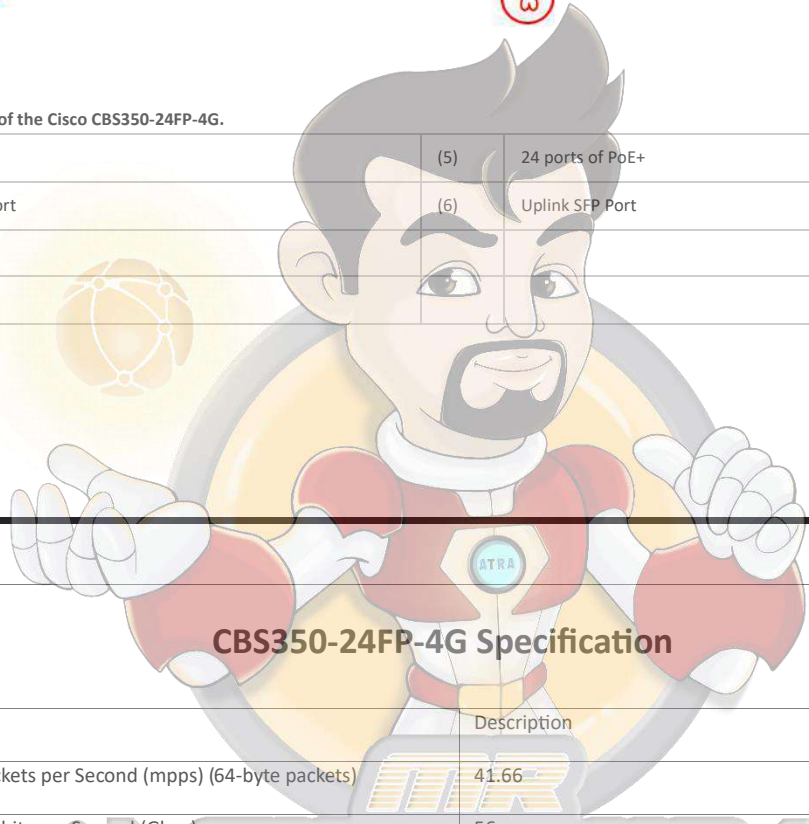 of the Cisco CBS350-24FP-4G.
(5) 24 ports of PoE+
ort (6) Uplink SFP Port
ATRA
CBS350-24FP-4G Specification
Description
kets per Second (mpps) (64-byte packets) 41.66
MR